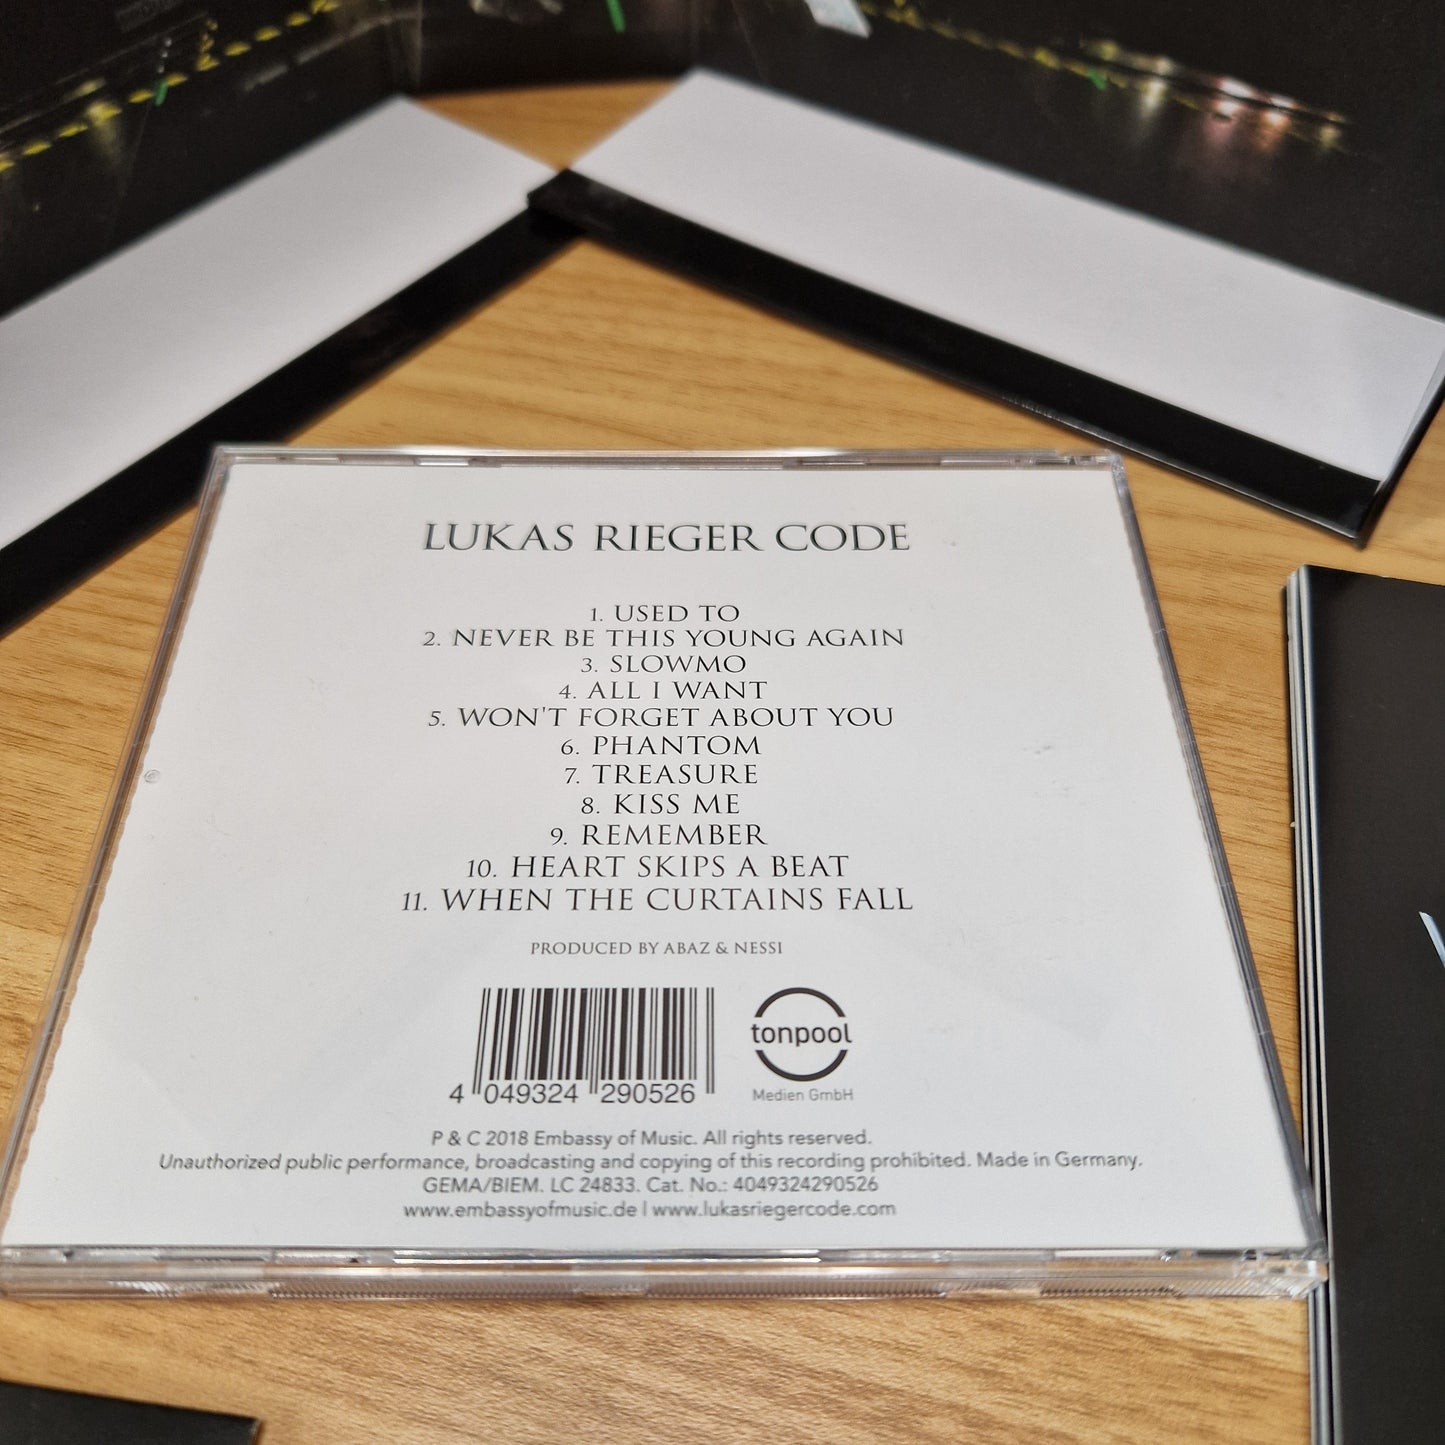 LUKAS RIEGER CODE
1. USED TO
2. NEVER BE THIS YOUNG AGAIN
3. SLOWMO
4. ALL I WANT
5. WON'T FORGET ABOUT YOU
6. PHANTOM
7. TREASURE
8. KISS ME
9. REMEMBER
10. HEART SKIPS A BEAT
11. WHEN THE CURTAINS FALL
PRODUCED BY ABAZ & NESSI
4 049324 290526
tonpool
Medien GmbH
P & C 2018 Embassy of Music. All rights reserved.
Unauthorized public performance, broadcasting and copying of this recording prohibited. Made in Germany.
GEMA/BIEM. LC 24833. Cat. No.: 4049324290526
www.embassyofmusic.de | www.lukasriegercode.com